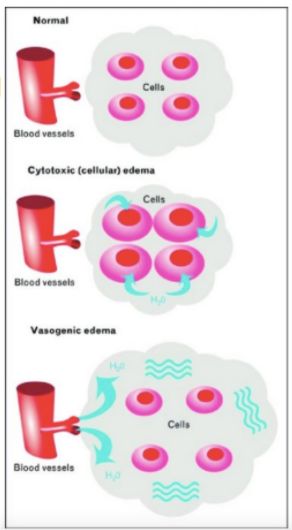 Normal
Cells
Blood vessels
Cytotoxic (cellular) edema
Cells
Blood vessels
H₂O
Vasogenic edema
H₂O
Cells
Blood vessels
H₂O